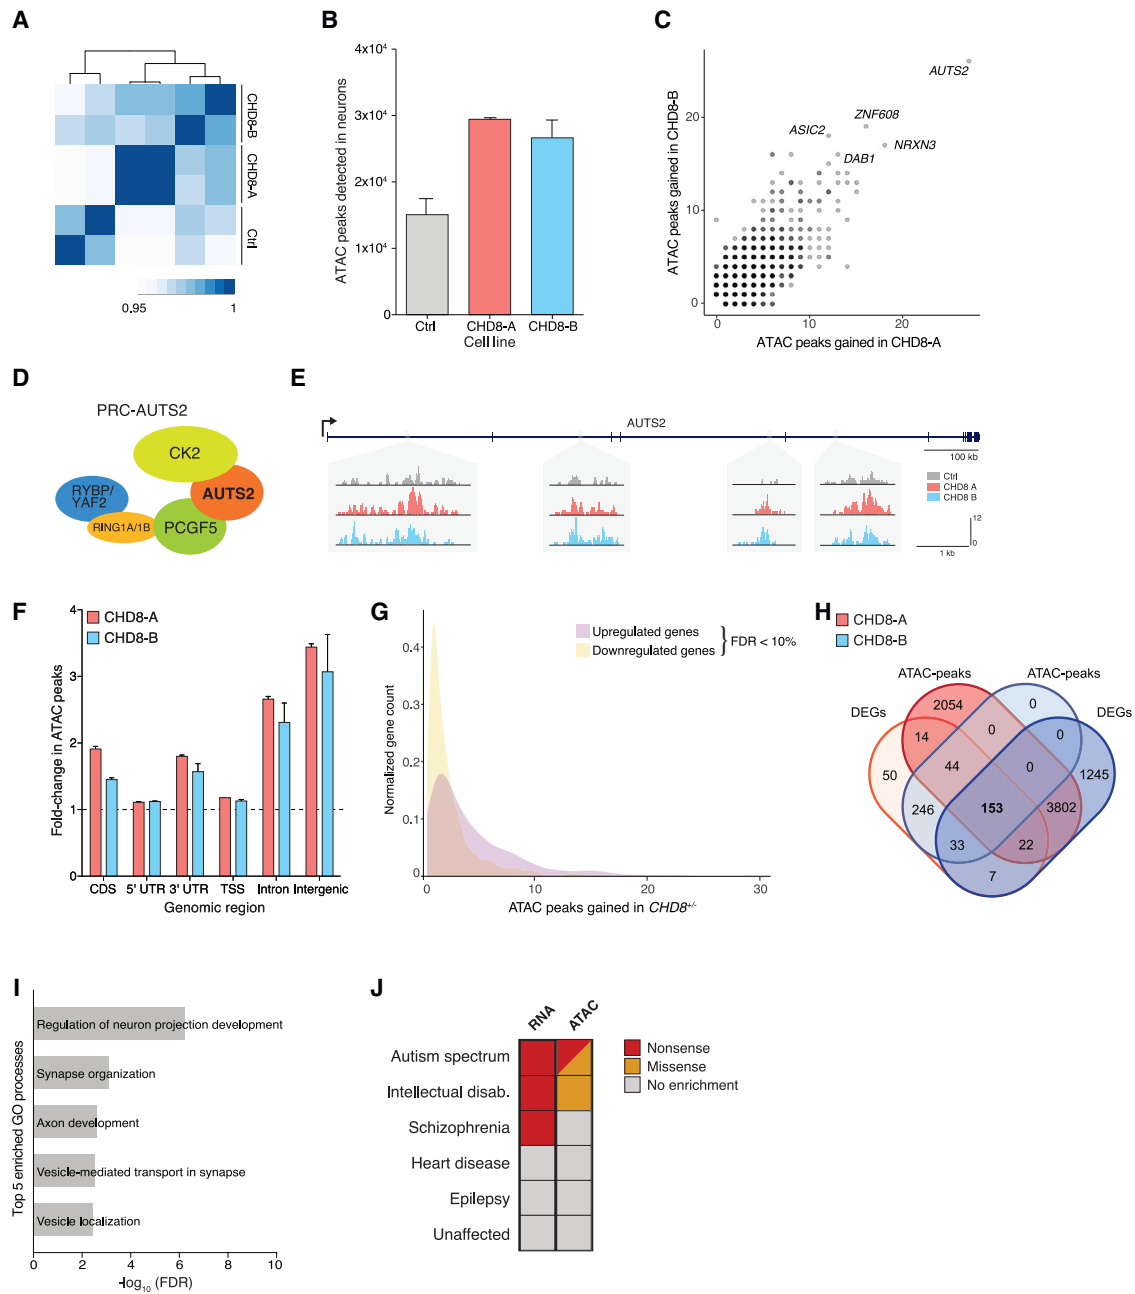 A
CHD8-B
CHD8-A
Ctrl
0.95
1
B
ATAC peaks detected in neurons
4x10⁴
3x10⁴
2x10⁴
1x10⁴
0
Ctrl
CHD8-A
CHD8-B
Cell line
C
ATAC peaks gained in CHD8-B
20
10
0
AUTS2
ZNF608
ASIC2
NRXN3
DAB1
0
10
20
ATAC peaks gained in CHD8-A
D
PRC-AUTS2
CK2
RYBP/
YAF2
AUTS2
RING1A/1B
PCGF5
E
AUTS2
100 kb
Ctrl
CHD8 A
CHD8 B
12
0
1 kb
F
CHD8-A
CHD8-B
Fold-change in ATAC peaks
4
3
2
1
0
CDS
5' UTR
3' UTR
TSS
Intron
Intergenic
Genomic region
G
Normalized gene count
0.4
0.3
0.2
0.1
0
Upregulated genes
Downregulated genes
FDR < 10%
0
10
20
30
ATAC peaks gained in CHD8+/-
H
CHD8-A
CHD8-B
ATAC-peaks
ATAC-peaks
DEGs
DEGs
2054
0
14
0
0
50
44
0
1245
246
153
3802
33
22
7
I
Top 5 enriched GO processes
Regulation of neuron projection development
Synapse organization
Axon development
Vesicle-mediated transport in synapse
Vesicle localization
0
2
4
6
8
10
-log₁₀ (FDR)
J
RNA
ATAC
Autism spectrum
Intellectual disab.
Schizophrenia
Heart disease
Epilepsy
Unaffected
Nonsense
Missense
No enrichment